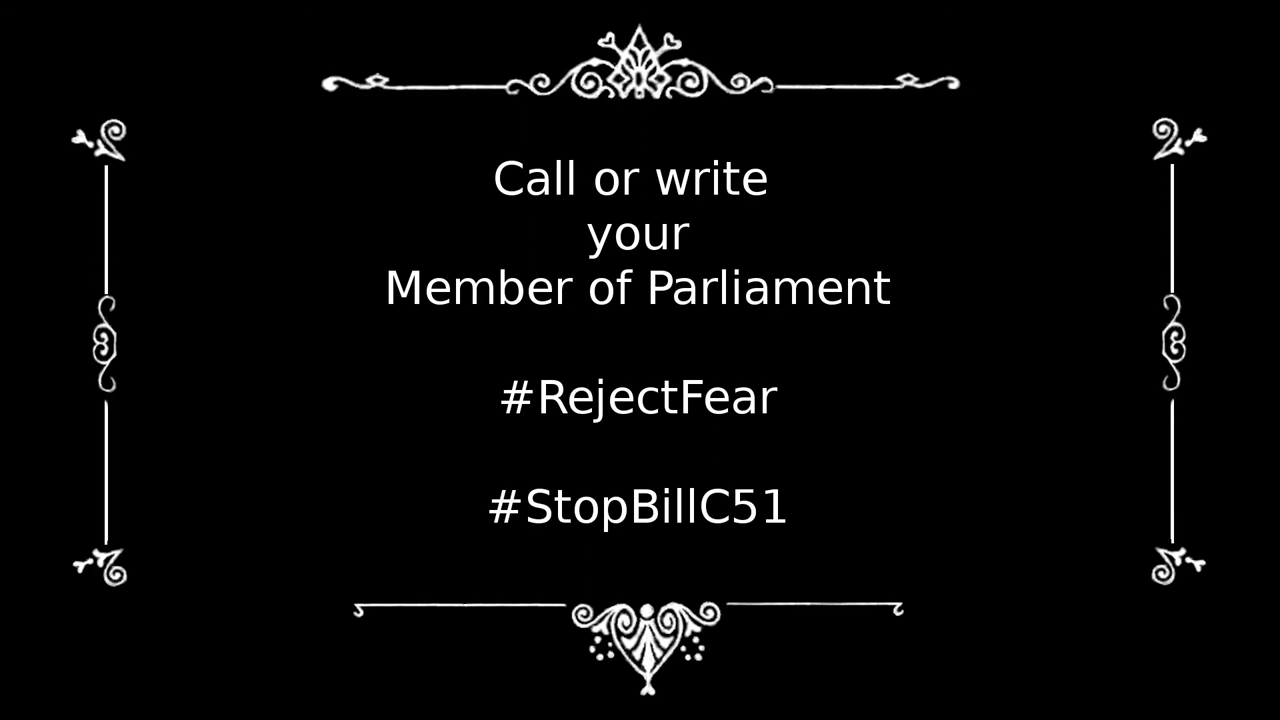 Call or write
your
Member of Parliament
#RejectFear
#StopBillC51